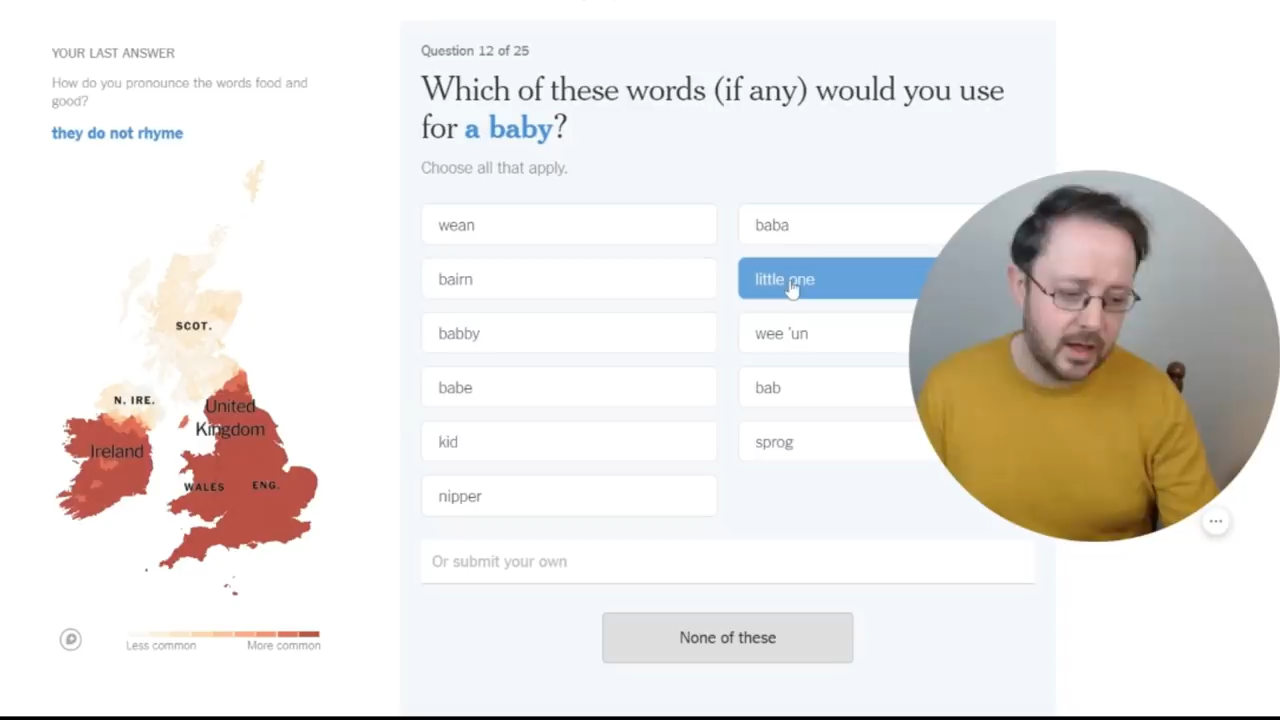 YOUR LAST ANSWER
How do you pronounce the words food and
good?
they do not rhyme
SCOT.
N. IRE.
United
Kingdom
Ireland
WALES
ENG.
Less common
More common
Question 12 of 25
Which of these words (if any) would you use
for a baby?
Choose all that apply.
wean
baba
bairn
little one
babby
wee 'un
babe
bab
kid
sprog
nipper
Or submit your own
None of these